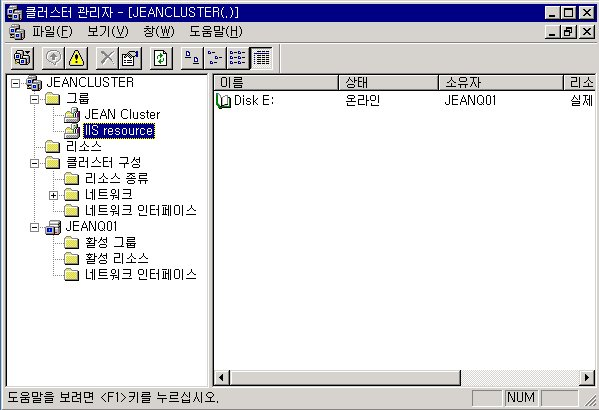 클러스터 관리자 - [JEANCLUSTER(.)]
파일(F) 보기(V) 창(W) 도움말(H)
JEANCLUSTER
그룹
JEAN Cluster
IIS resource
리소스
클러스터 구성
리소스 종류
네트워크
네트워크 인터페이스
JEANQ01
활성 그룹
활성 리소스
네트워크 인터페이스
이름 상태 소유자 리소
Disk E: 온라인 JEANQ01 실제
도움말을 보려면 <F1>키를 누르십시오.
NUM